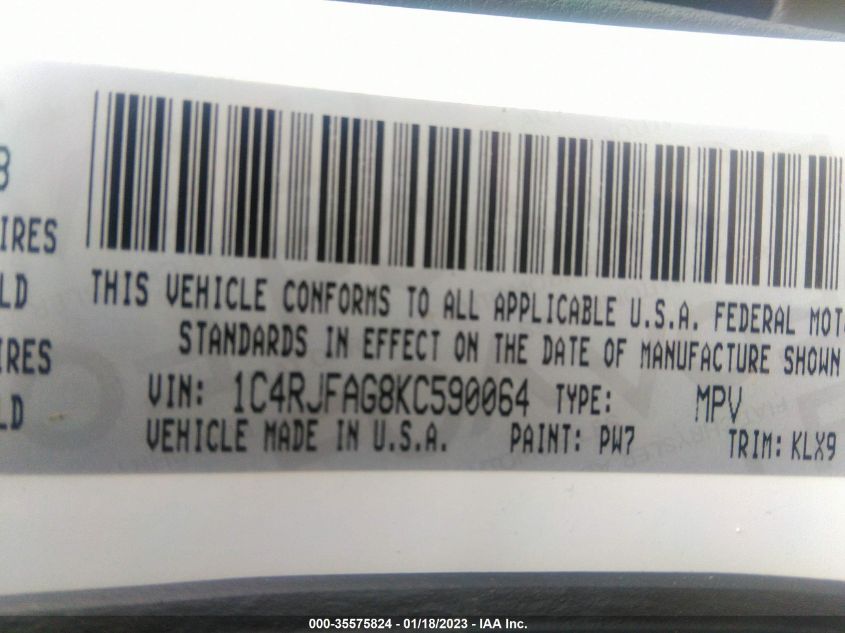 8
IRES
LD
IRES
LD
THIS VEHICLE CONFORMS TO ALL APPLICABLE U.S.A. FEDERAL MOT
STANDARDS IN EFFECT ON THE DATE OF MANUFACTURE SHOWN
VIN: 1C4RJFAG8KC590064 TYPE: MPV
VEHICLE MADE IN U.S.A. PAINT: PW7 TRIM: KLX9
000-35575824 - 01/18/2023 - IAA Inc.